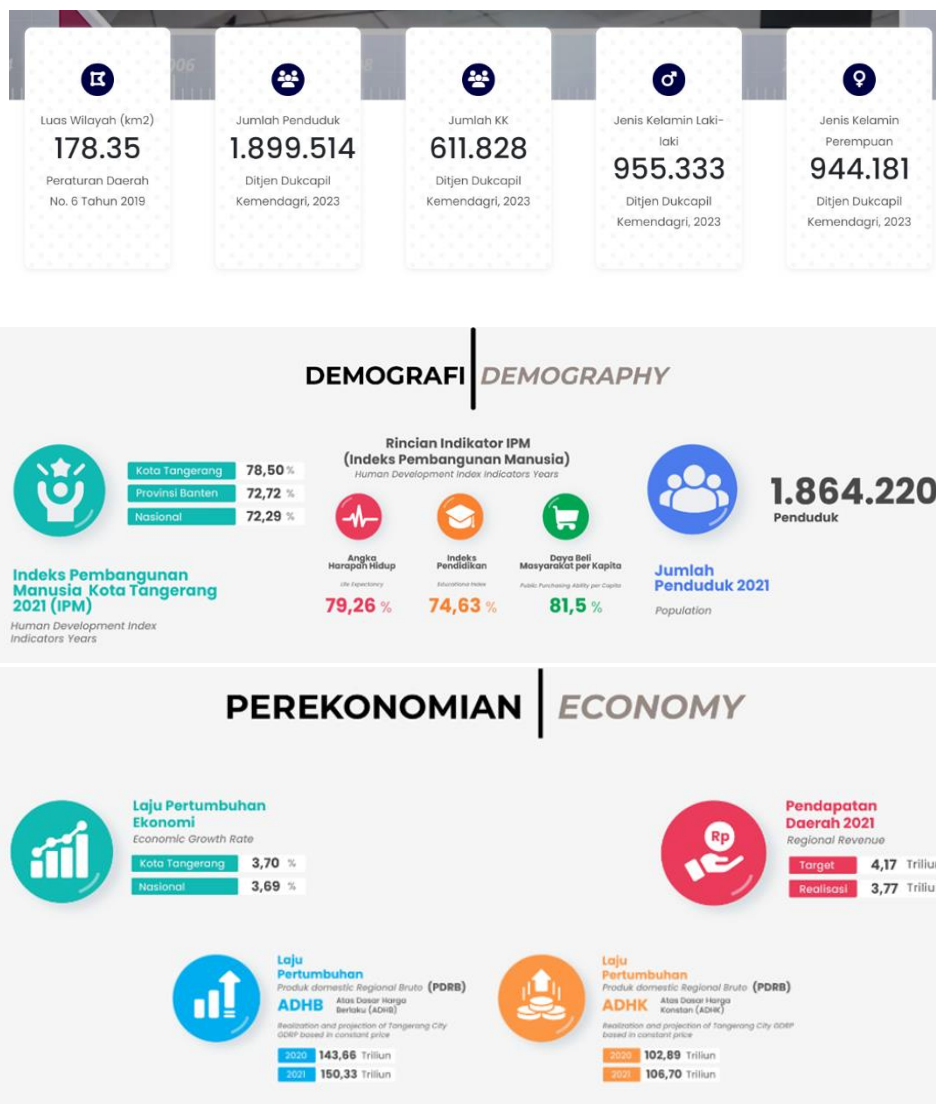 006
8
Luas Wilayah (km2)
178.35
Peraturan Daerah
No. 6 Tahun 2019
Jumlah Penduduk
1.899.514
Ditjen Dukcapil
Kemendagri, 2023
Jumlah KK
611.828
Ditjen Dukcapil
Kemendagri, 2023
Jenis Kelamin Laki-
laki
955.333
Ditjen Dukcapil
Kemendagri, 2023
Jenis Kelamin
Perempuan
944.181
Ditjen Dukcapil
Kemendagri, 2023
DEMOGRAFI DEMOGRAPHY
Kota Tangerang 78,50 %
Provinsi Banten 72,72 %
Nasional 72,29 %
Indeks Pembangunan
Manusia Kota Tangerang
2021 (IPM)
Human Development Index
Indicators Years
Rincian Indikator IPM
(Indeks Pembangunan Manusia)
Human Development Index Indicators Years
Angka
Harapan Hidup
Life Expectancy
79,26 %
Indeks
Pendidikan
Educationa Index
74,63 %
Daya Beli
Masyarakat per Kapita
Public Purchasing Ability per Capita
81,5 %
1.864.220
Penduduk
Jumlah
Penduduk 2021
Population
PEREKONOMIAN ECONOMY
Laju Pertumbuhan
Ekonomi
Economic Growth Rate
Kota Tangerang 3,70 %
Nasional 3,69 %
Rp
Pendapatan
Daerah 2021
Regional Revenue
Target 4,17 Triliu
Realisasi 3,77 Triliu
Laju
Pertumbuhan
Produk domestic Regional Bruto (PDRB)
ADHB Atas Dasar Harga
Berlaku (ADHB)
Realization and projection of Tangerang City
GDRP based in constant price
2020 143,66 Triliun
2021 150,33 Triliun
Laju
Pertumbuhan
Produk domestic Regional Bruto (PDRB)
ADHK Atas Dasar Harga
Konstan (ADHK)
Realization and projection of Tangerang City GDRP
based in constant price
2020 102,89 Triliun
2021 106,70 Triliun